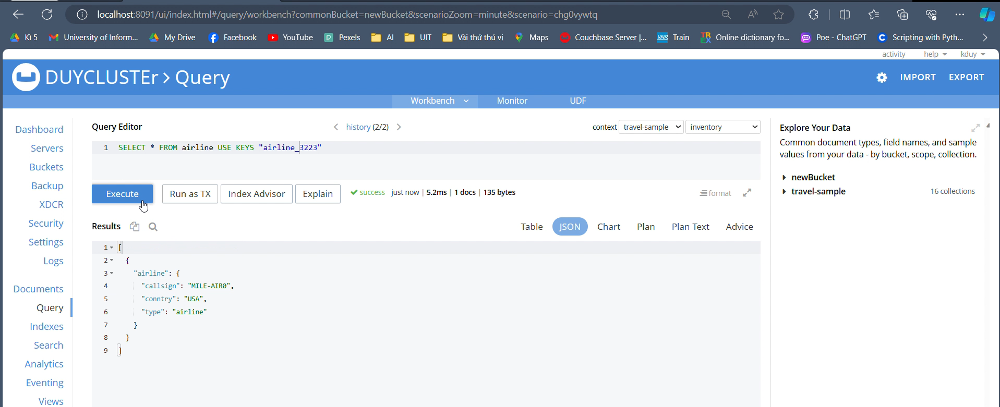 localhost:8091/ui/index.html#/query/workbench?commonBucket=newBucket&scenarioZoom=minute&scenario=chg0vywtq
Kì 5 University of Inform... My Drive Facebook YouTube Pexels AI UIT Vài thứ thú vị Maps Couchbase Server |... Train Online dictionary fo... Poe - ChatGPT Scripting with Pyth...
activity help kduy
DUYCLUSTEr > Query IMPORT EXPORT
Workbench Monitor UDF
Dashboard
Servers
Buckets
Backup
XDCR
Security
Settings
Logs
Documents
Query
Indexes
Search
Analytics
Eventing
Views
Query Editor history (2/2) context travel-sample inventory
1 SELECT * FROM airline USE KEYS "airline_3223"
Execute Run as TX Index Advisor Explain success just now | 5.2ms | 1 docs | 135 bytes format
Results Table JSON Chart Plan Plan Text Advice
1 [
2 {
3 "airline": {
4 "callsign": "MILE-AIR0",
5 "conntry": "USA",
6 "type": "airline"
7 }
8 }
9 ]
Explore Your Data
Common document types, field names, and sample
values from your data - by bucket, scope, collection.
newBucket
travel-sample 16 collections